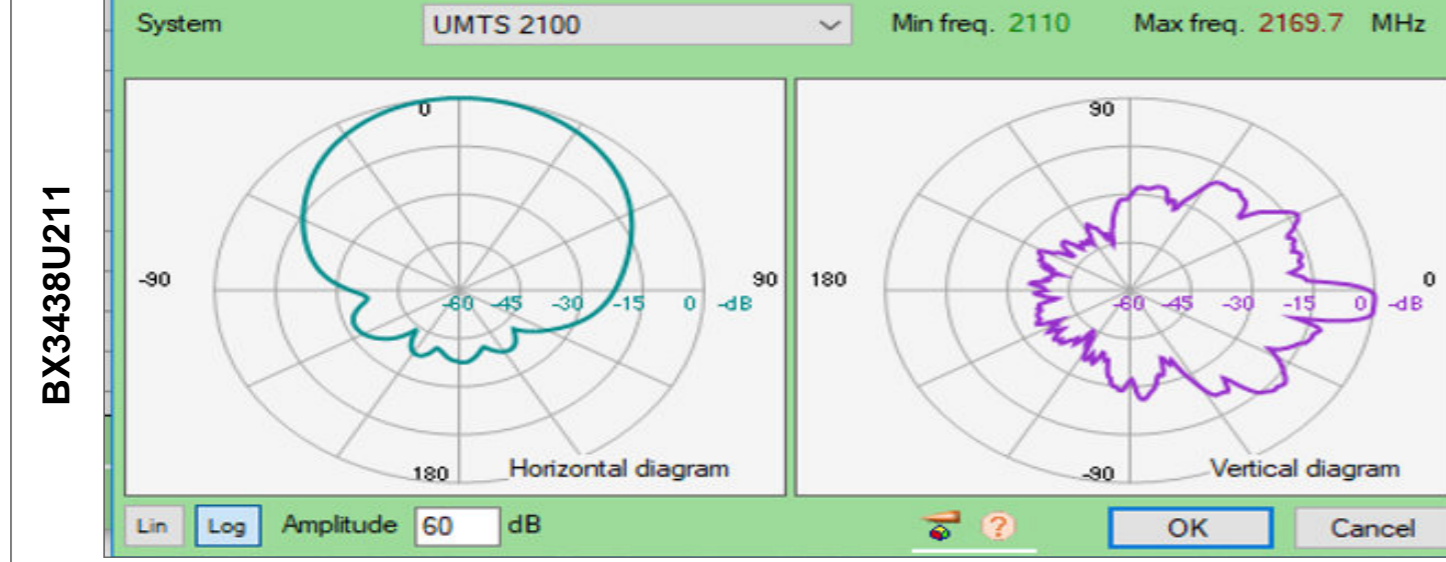 System
UMTS 2100
Min freq. 2110
Max freq. 2169.7 MHz
BX3438U211
0
-90
90
-60 -45 -30 -15 0 -dB
180
Horizontal diagram
90
180
0
-60 -45 -30 -15 0 -dB
-90
Vertical diagram
Lin
Log
Amplitude 60 dB
?
OK
Cancel